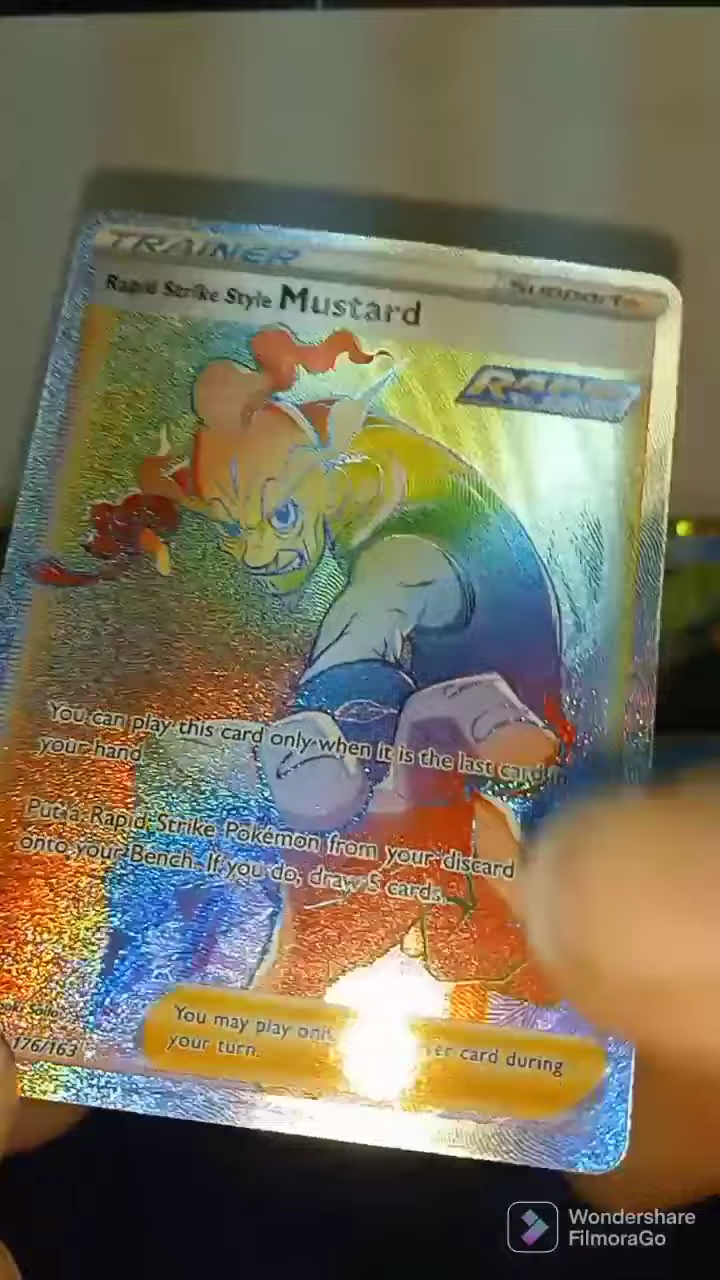 TRAINER
Supporter
Rapid Strike Style Mustard
RAPID
You can play this card only when it is the last card in
your hand.
Put a Rapid Strike Pokémon from your discard
onto your Bench. If you do, draw 5 cards.
Saito
You may play only card during
your turn.
176/163
Wondershare
FilmoraGo